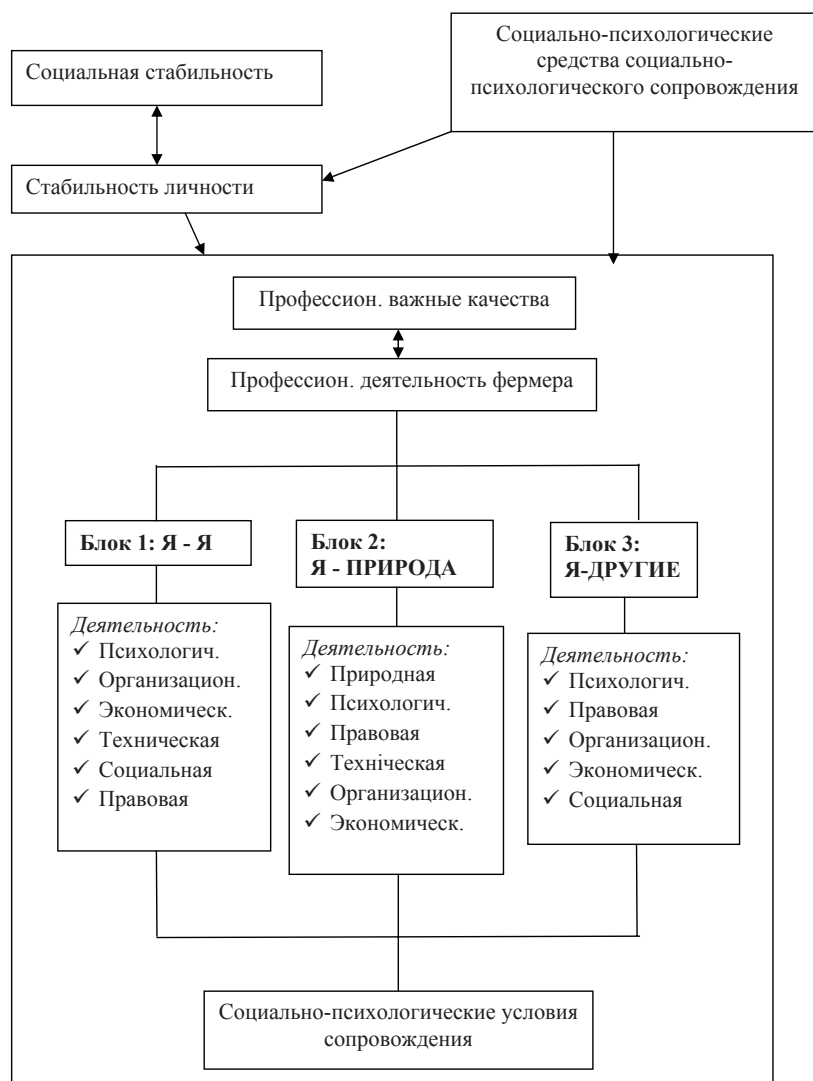 Социально-психологические
средства социально-
психологического сопровождения
Социальная стабильность
Стабильность личности
Профессион. важные качества
Профессион. деятельность фермера
Блок 1: Я - Я
Блок 2:
Я - ПРИРОДА
Блок 3:
Я-ДРУГИЕ
Деятельность:
✓ Психологич.
✓ Организацион.
✓ Экономическ.
✓ Техническая
✓ Социальная
✓ Правовая
Деятельность:
✓ Природная
✓ Психологич.
✓ Правовая
✓ Технiческая
✓ Организацион.
✓ Экономическ.
Деятельность:
✓ Психологич.
✓ Правовая
✓ Организацион.
✓ Экономическ.
✓ Социальная
Социально-психологические условия
сопровождения